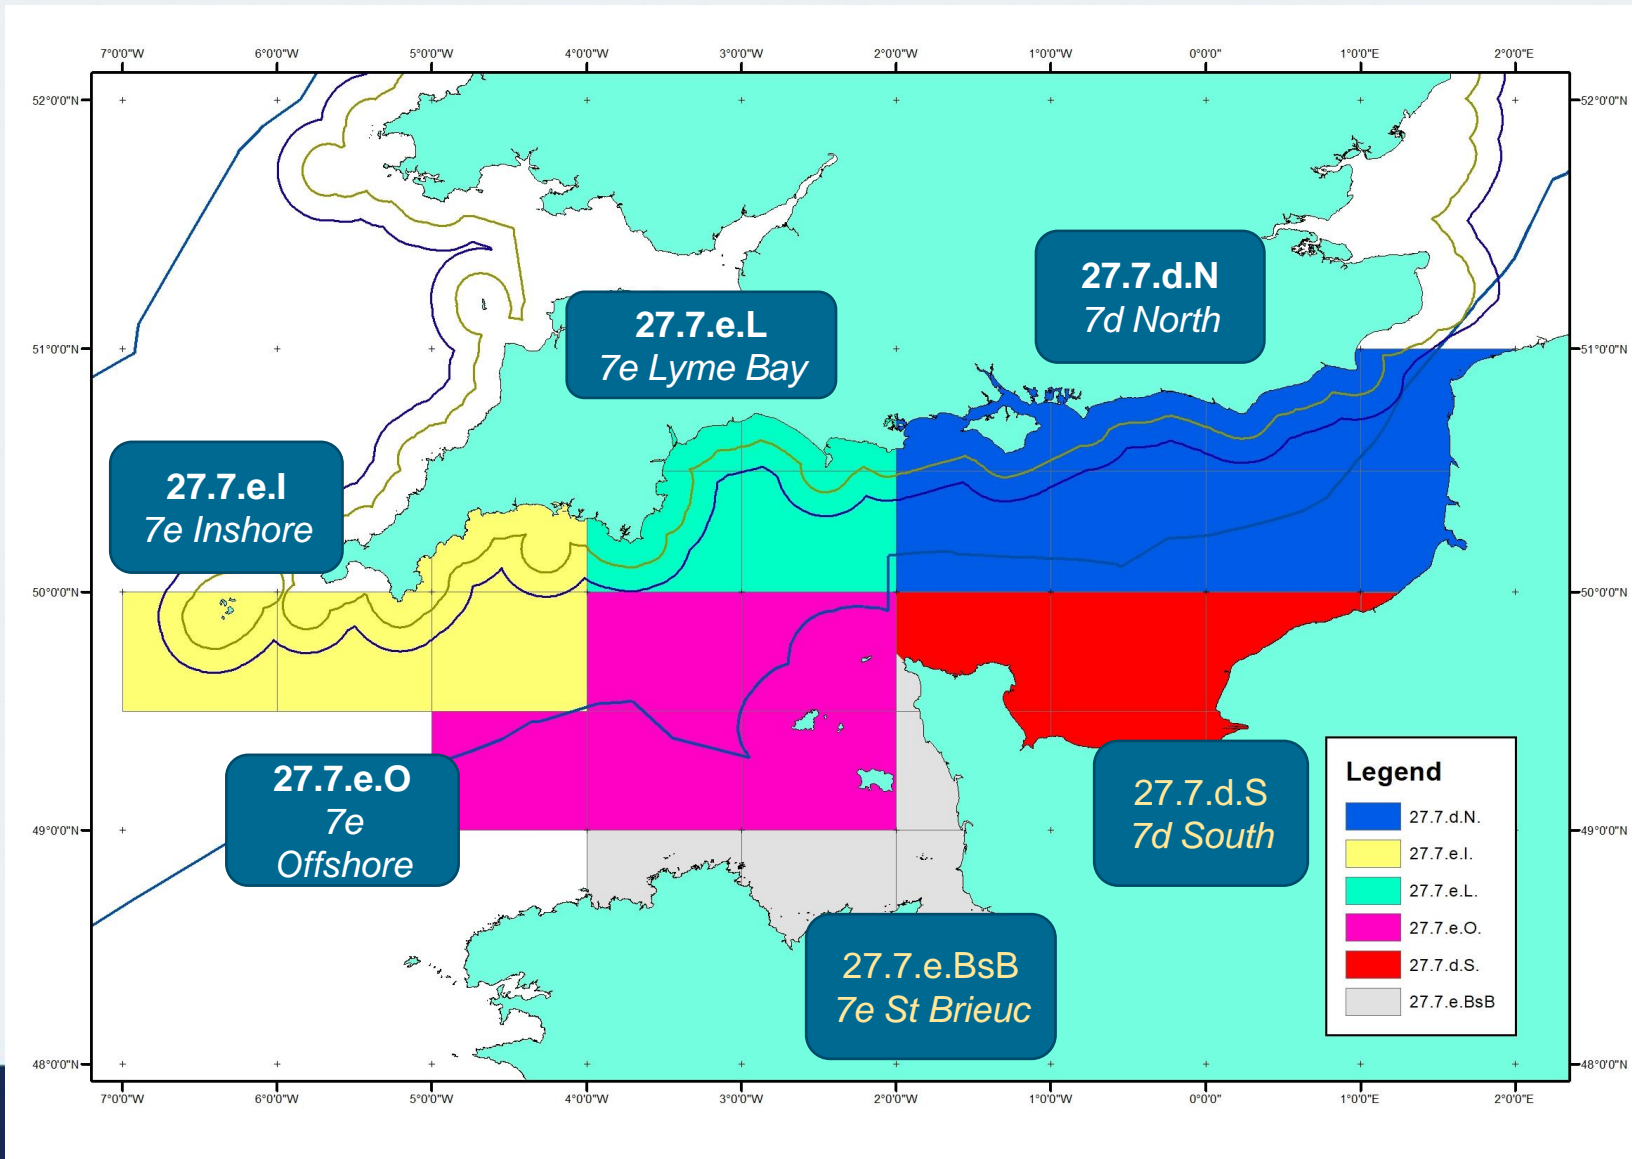 7°0'0"W 6°0'0"W 5°0'0"W 4°0'0"W 3°0'0"W 2°0'0"W 1°0'0"W 0°0'0" 1°0'0"E 2°0'0"E
52°0'0"N 52°0'0"N
27.7.d.N
7d North
27.7.e.L
7e Lyme Bay
51°0'0"N 51°0'0"N
27.7.e.I
7e Inshore
50°0'0"N 50°0'0"N
27.7.e.O
7e
Offshore
27.7.d.S
7d South
49°0'0"N 49°0'0"N
27.7.e.BsB
7e St Brieuc
Legend
27.7.d.N.
27.7.e.I.
27.7.e.L.
27.7.e.O.
27.7.d.S.
27.7.e.BsB
48°0'0"N 48°0'0"N
7°0'0"W 6°0'0"W 5°0'0"W 4°0'0"W 3°0'0"W 2°0'0"W 1°0'0"W 0°0'0" 1°0'0"E 2°0'0"E